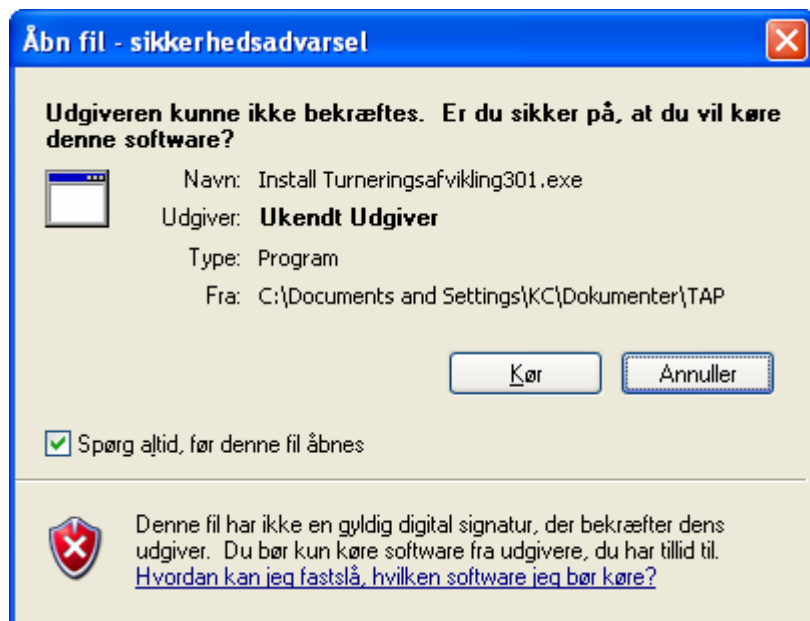 Åbn fil - sikkerhedsadvarsel
Udgiveren kunne ikke bekræftes. Er du sikker på, at du vil køre
denne software?
Navn: Install Turneringsafvikling301.exe
Udgiver: Ukendt Udgiver
Type: Program
Fra: C:\Documents and Settings\KC\Dokumenter\TAP
Kør Annuller
Spørg altid, før denne fil åbnes
Denne fil har ikke en gyldig digital signatur, der bekræfter dens
udgiver. Du bør kun køre software fra udgivere, du har tillid til.
Hvordan kan jeg fastslå, hvilken software jeg bør køre?